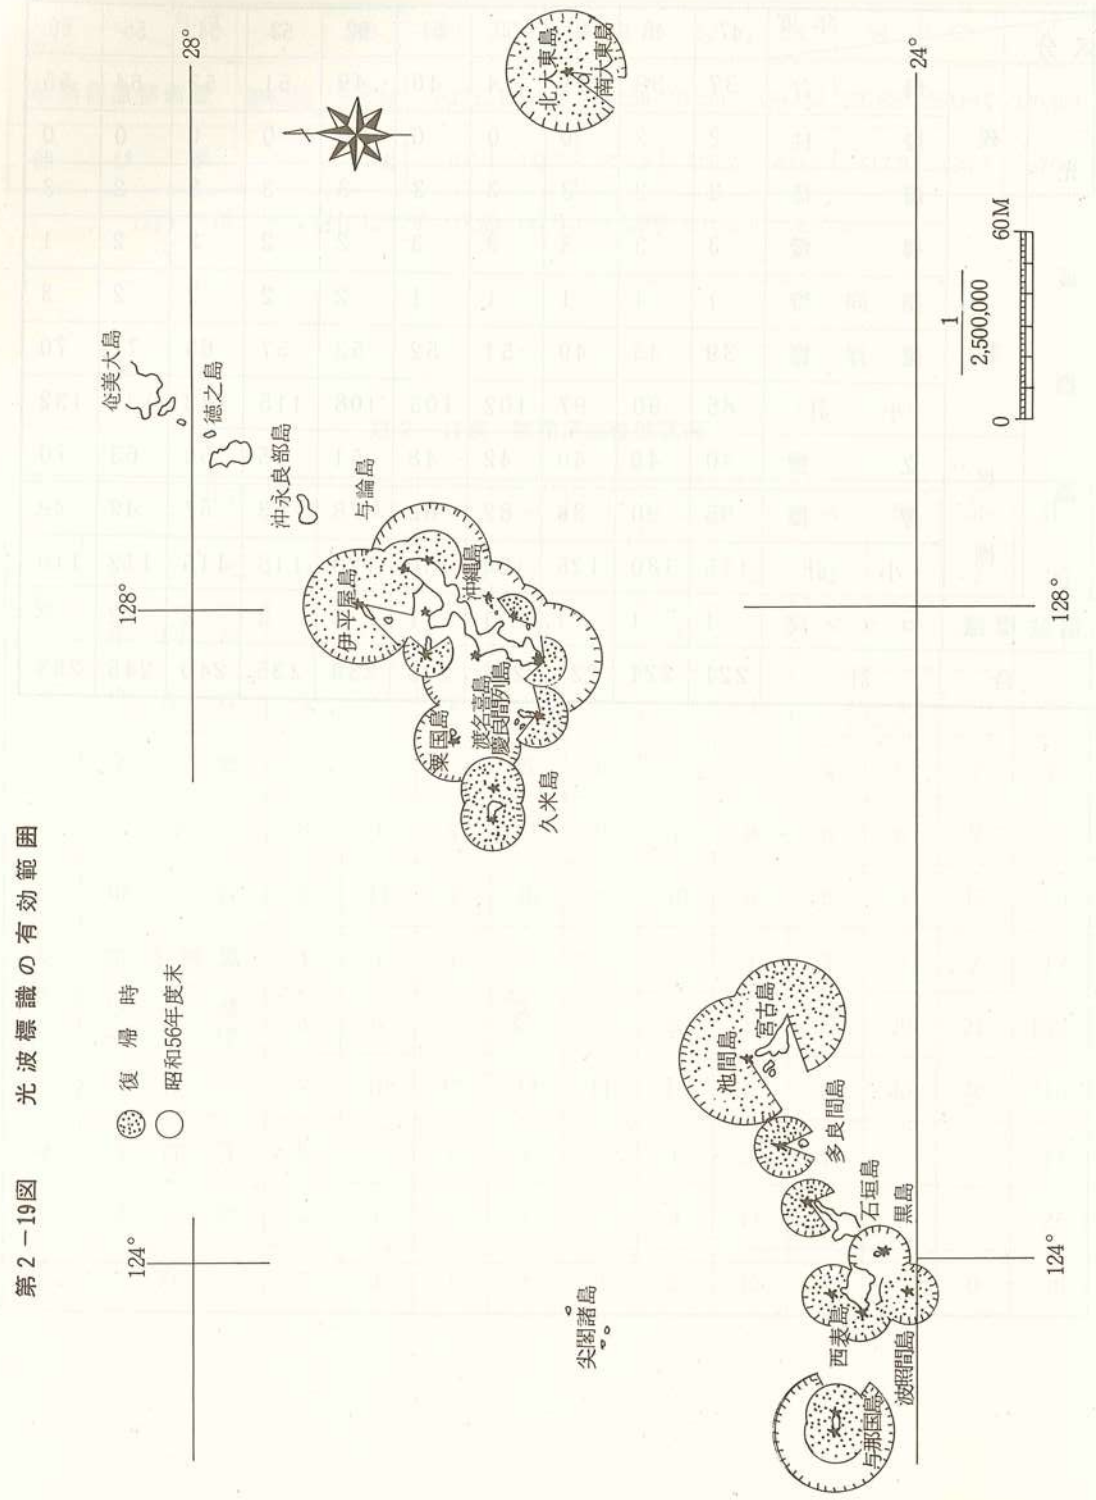 第2－19図　光波標識の有効範囲
復帰時
昭和56年度末
124°
128°
28°
奄美大島
徳之島
沖永良部島
与論島
伊平屋島
沖縄島
粟国島
渡名喜島
慶良間列島
久米島
北大東島
南大東島
尖閣諸島
池間島
宮古島
多良間島
石垣島
黒島
西表島
波照間島
与那国島
24°
1
2,500,000
0
60M
124°
128°